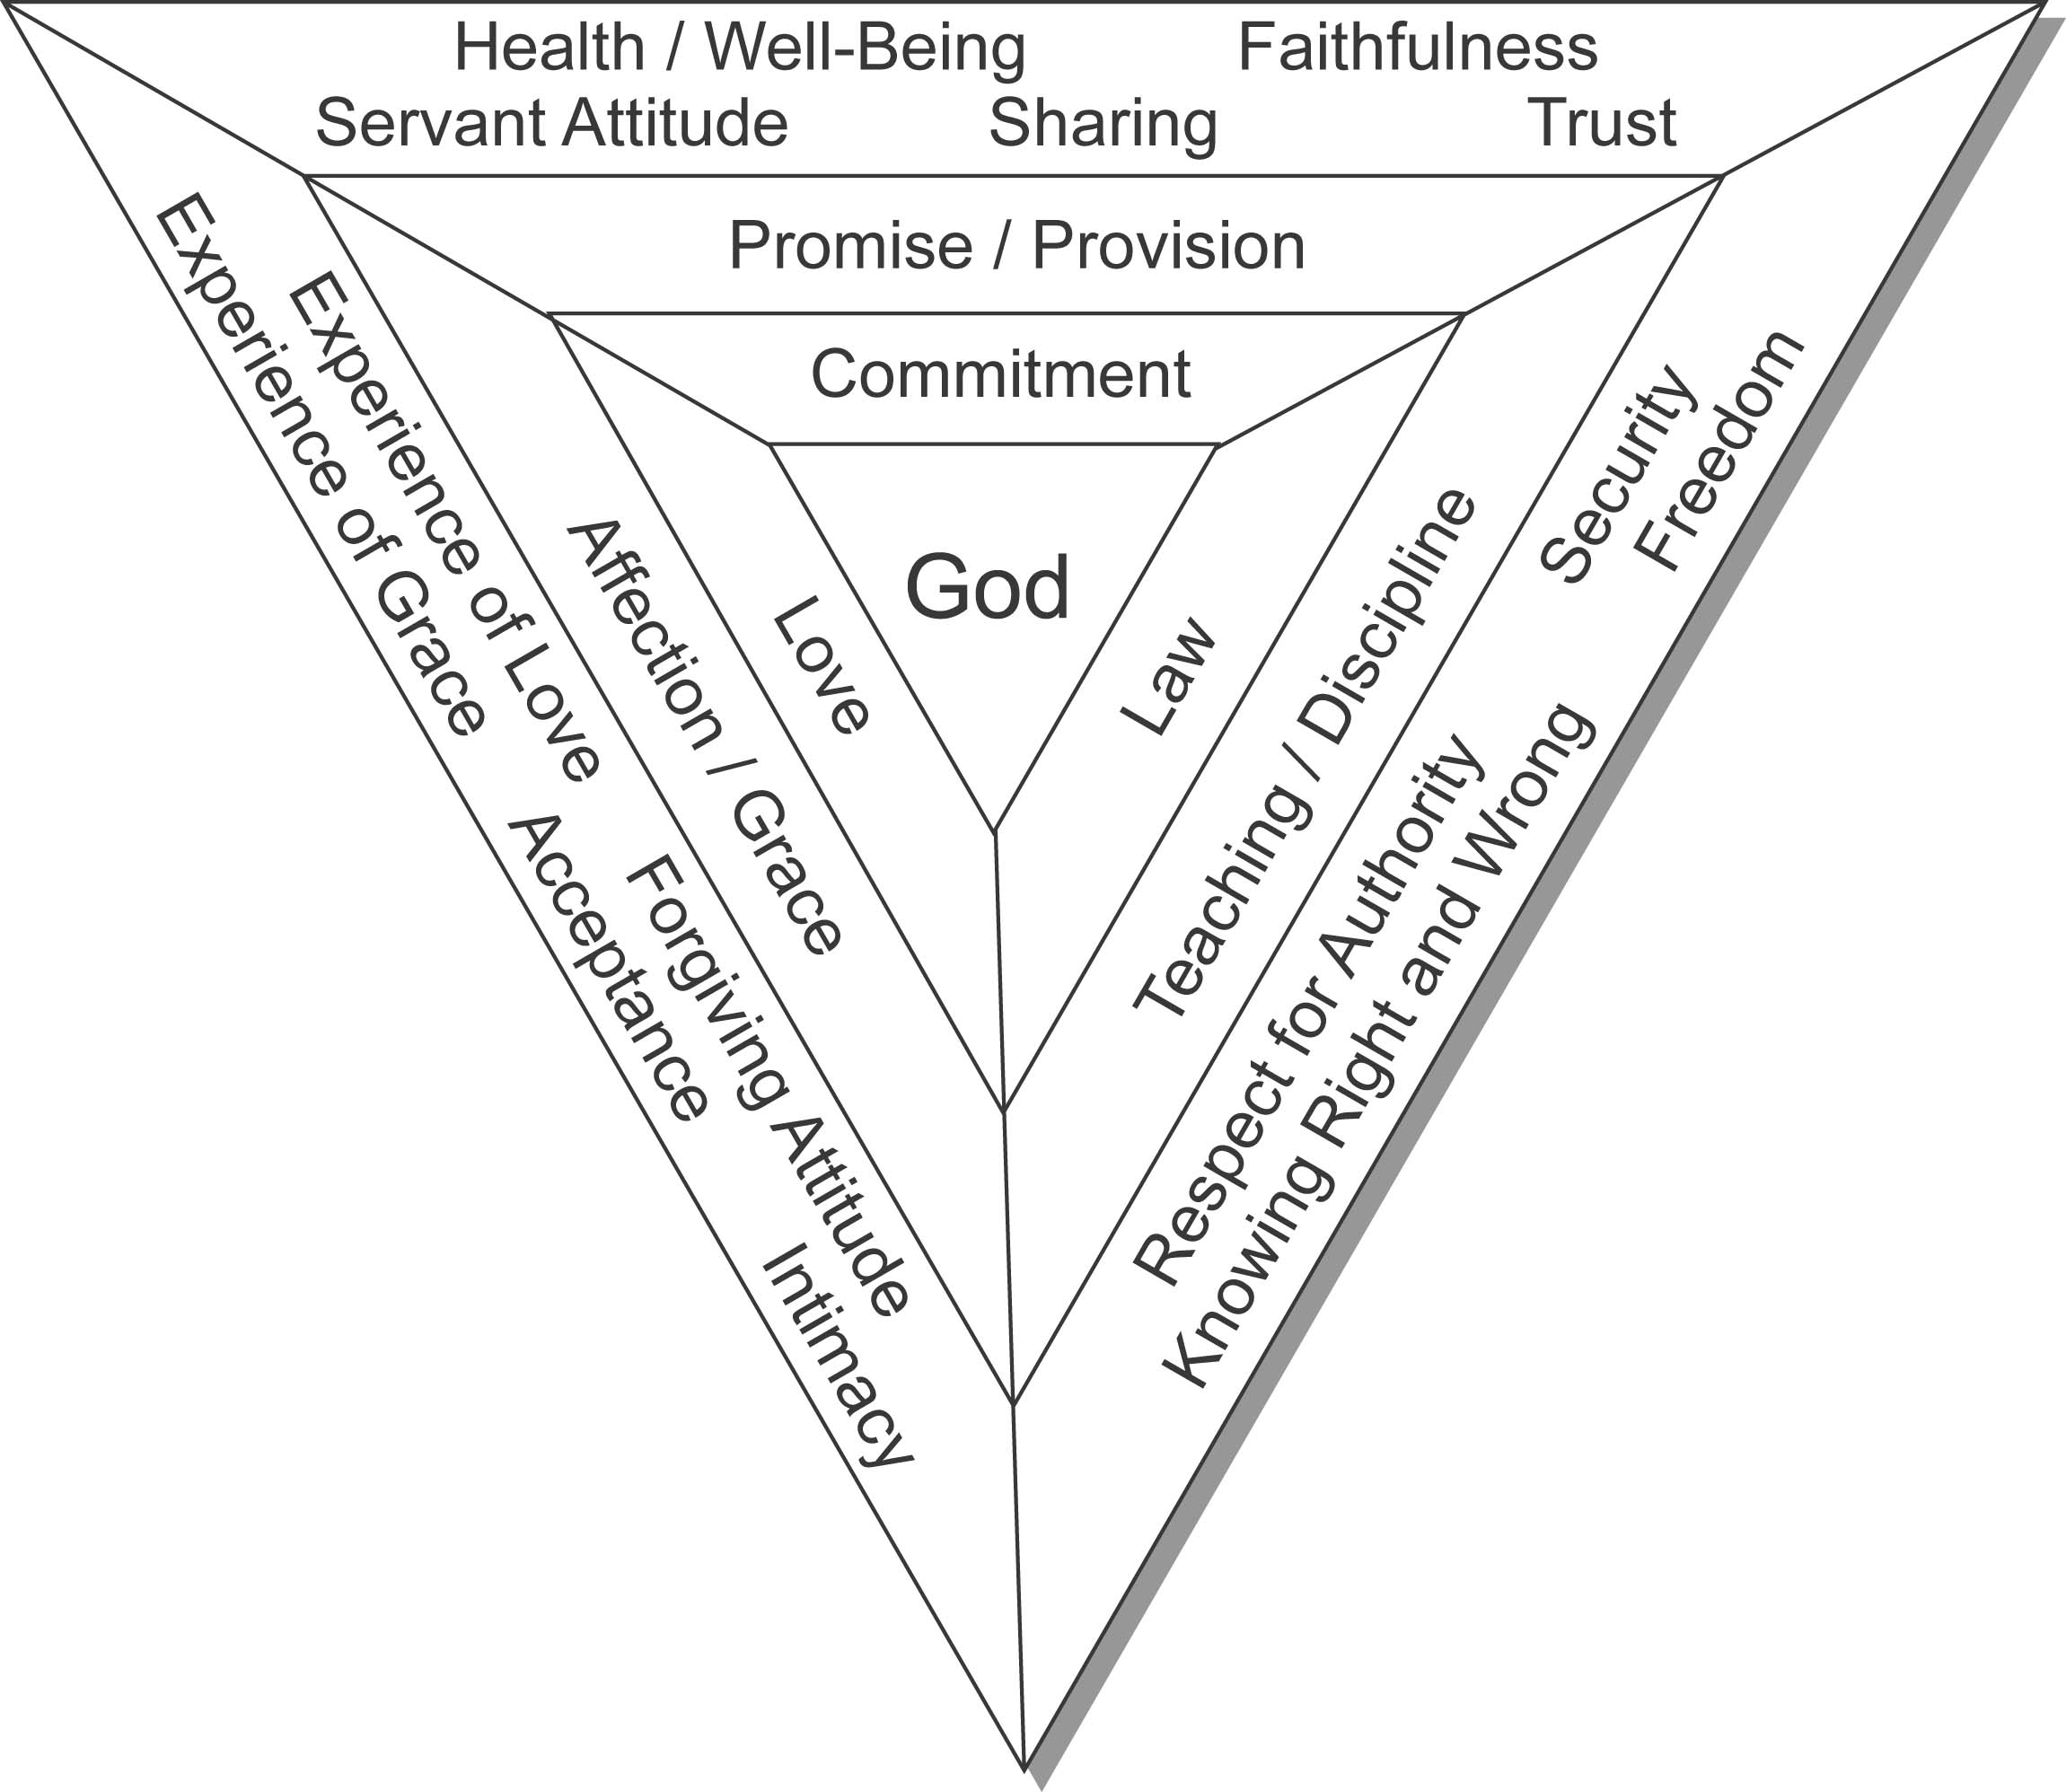 Health / Well-Being Faithfulness
Servant Attitude Sharing Trust
Promise / Provision
Commitment
God
Love
Law
Affection / Grace
Teaching / Discipline
Experience of Love Forgiving Attitude
Experience of Grace Acceptance Intimacy
Respect for Authority Security
Knowing Right and Wrong Freedom